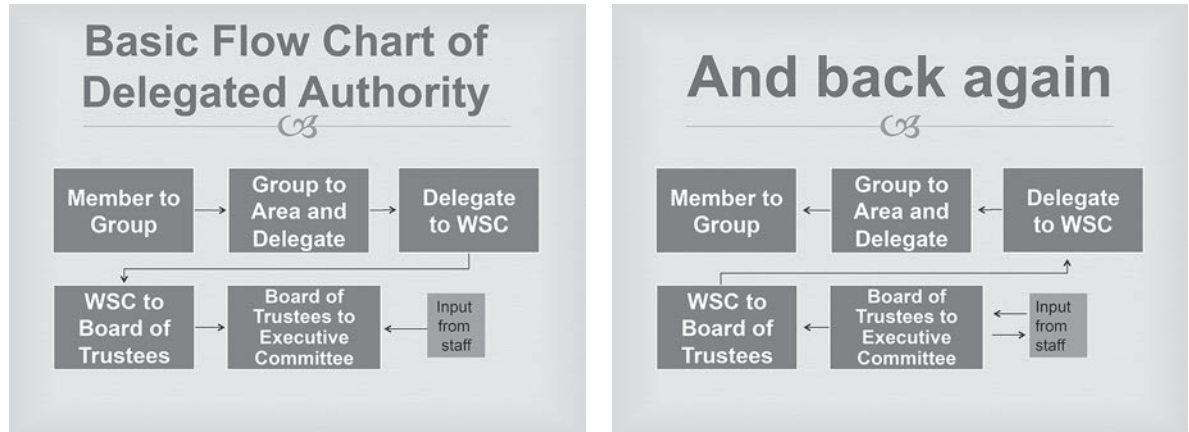 Basic Flow Chart of
Delegated Authority
Member to
Group
Group to
Area and
Delegate
Delegate
to WSC
WSC to
Board of
Trustees
Board of
Trustees to
Executive
Committee
Input
from
staff
And back again
Member to
Group
Group to
Area and
Delegate
Delegate
to WSC
WSC to
Board of
Trustees
Board of
Trustees to
Executive
Committee
Input
from
staff